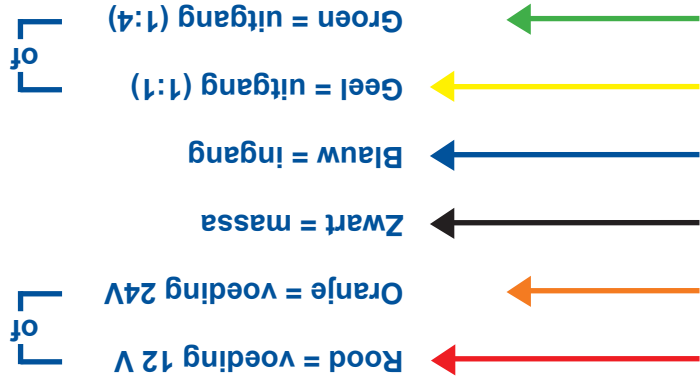 Rood = voeding 12 V
of
Oranje = voeding 24V
Zwart = massa
Blauw = ingang
Geel = uitgang (1:1)
of
Groen = uitgang (1:4)